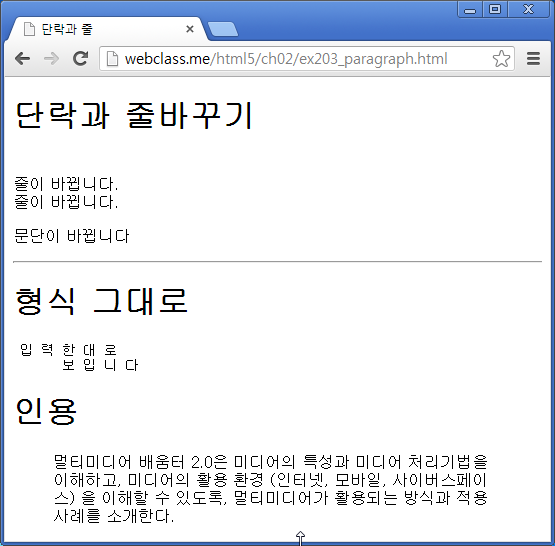 단락과 줄
webclass.me/html5/ch02/ex203_paragraph.html
단락과 줄바꾸기
줄이 바뀝니다.
줄이 바뀝니다.
문단이 바뀝니다
형식 그대로
입 력 한 대 로
보 입 니 다
인용
멀티미디어 배움터 2.0은 미디어의 특성과 미디어 처리기법을
이해하고, 미디어의 활용 환경 (인터넷, 모바일, 사이버스페이
스) 을 이해할 수 있도록, 멀티미디어가 활용되는 방식과 적용
사례를 소개한다.